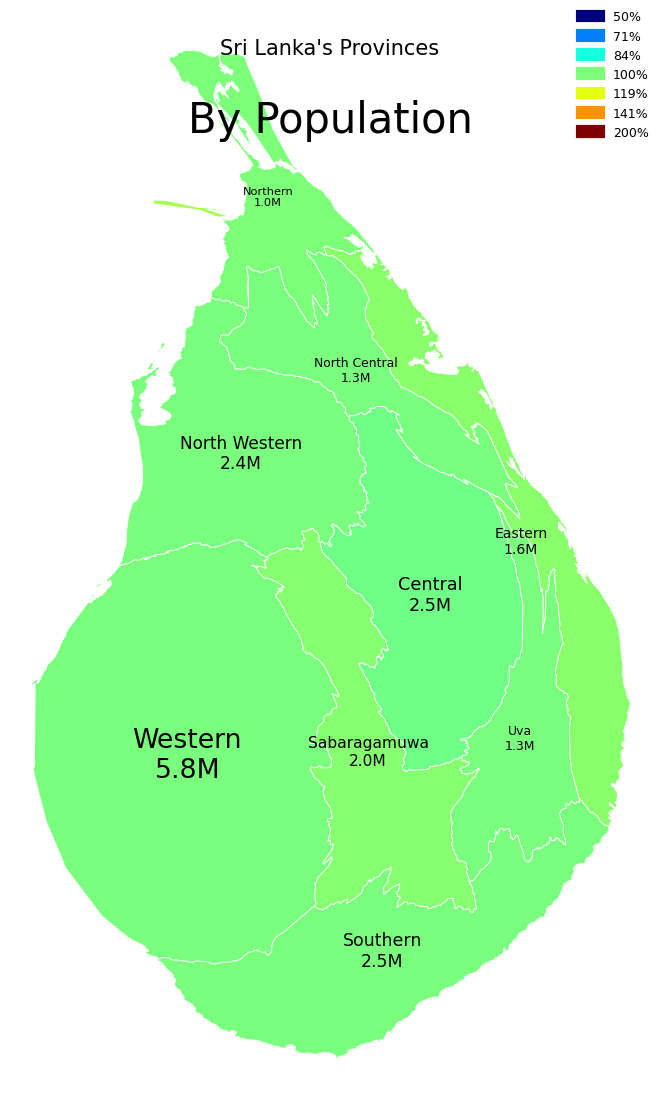 Sri Lanka's Provinces
By Population
50%
71%
84%
100%
119%
141%
200%
Northern
1.0M
North Central
1.3M
North Western
2.4M
Eastern
1.6M
Central
2.5M
Western
5.8M
Sabaragamuwa
2.0M
Uva
1.3M
Southern
2.5M